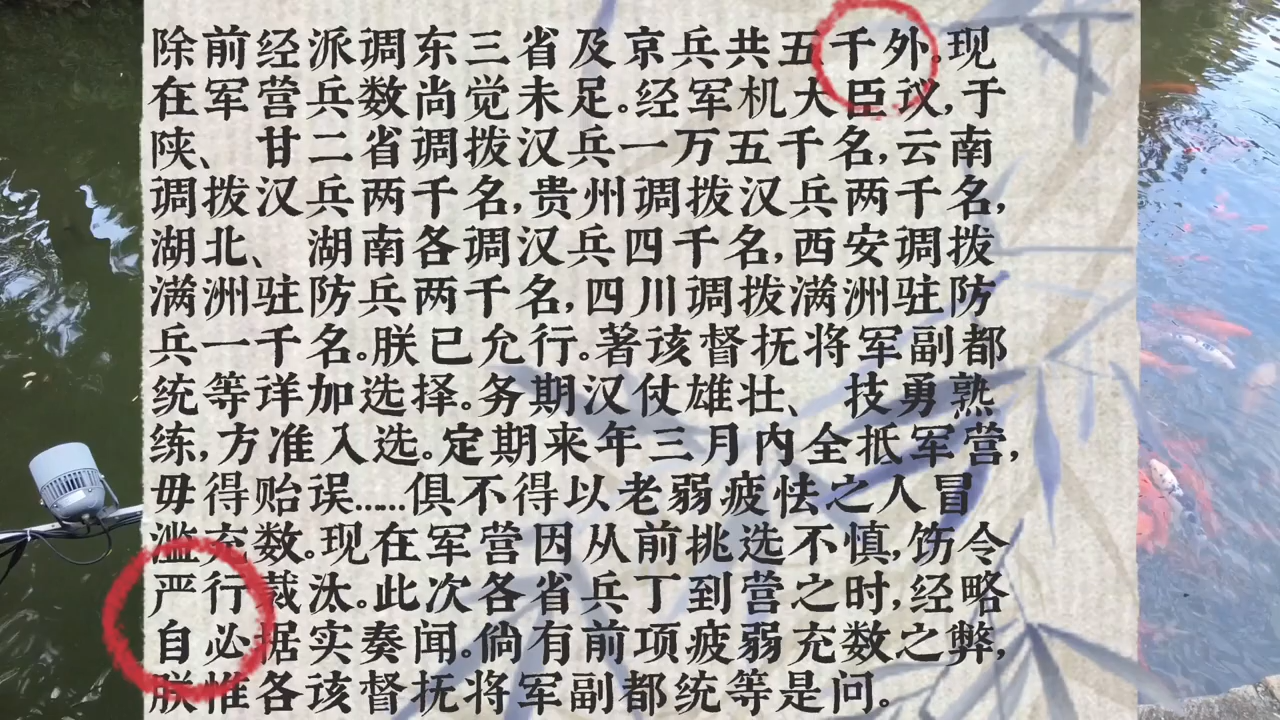 除前经派调东三省及京兵共五千外。现
在军营兵数尚觉未足。经军机大臣议,于
陕、甘二省调拨汉兵一万五千名,云南
调拨汉兵两千名,贵州调拨汉兵两千名,
湖北、湖南各调汉兵四千名,西安调拨
满洲驻防兵两千名,四川调拨满洲驻防
兵一千名。朕已允行。著该督抚将军副都
统等详加选择。务期汉仗雄壮、技勇熟
练,方准入选。定期来年三月内全抵军营,
毋得贻误……俱不得以老弱疲怯之人冒
滥充数。现在军营因从前挑选不慎,饬令
严行裁汰。此次各省兵丁到营之时,经略
自必据实奏闻。倘有前项疲弱充数之弊,
朕惟各该督抚将军副都统等是问。